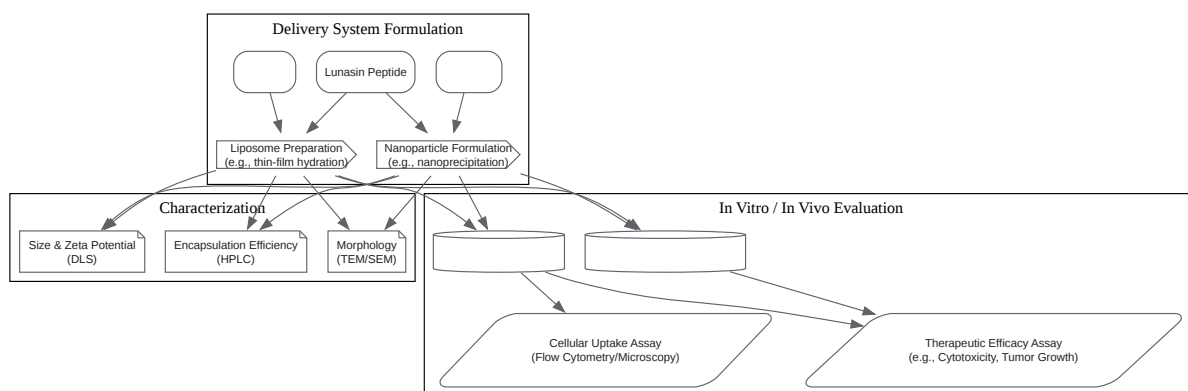 Delivery System Formulation
Lunasin Peptide
Liposome Preparation
(e.g., thin-film hydration)
Nanoparticle Formulation
(e.g., nanoprecipitation)
Characterization
Size & Zeta Potential
(DLS)
Encapsulation Efficiency
(HPLC)
Morphology
(TEM/SEM)
In Vitro / In Vivo Evaluation
Cellular Uptake Assay
(Flow Cytometry/Microscopy)
Therapeutic Efficacy Assay
(e.g., Cytotoxicity, Tumor Growth)